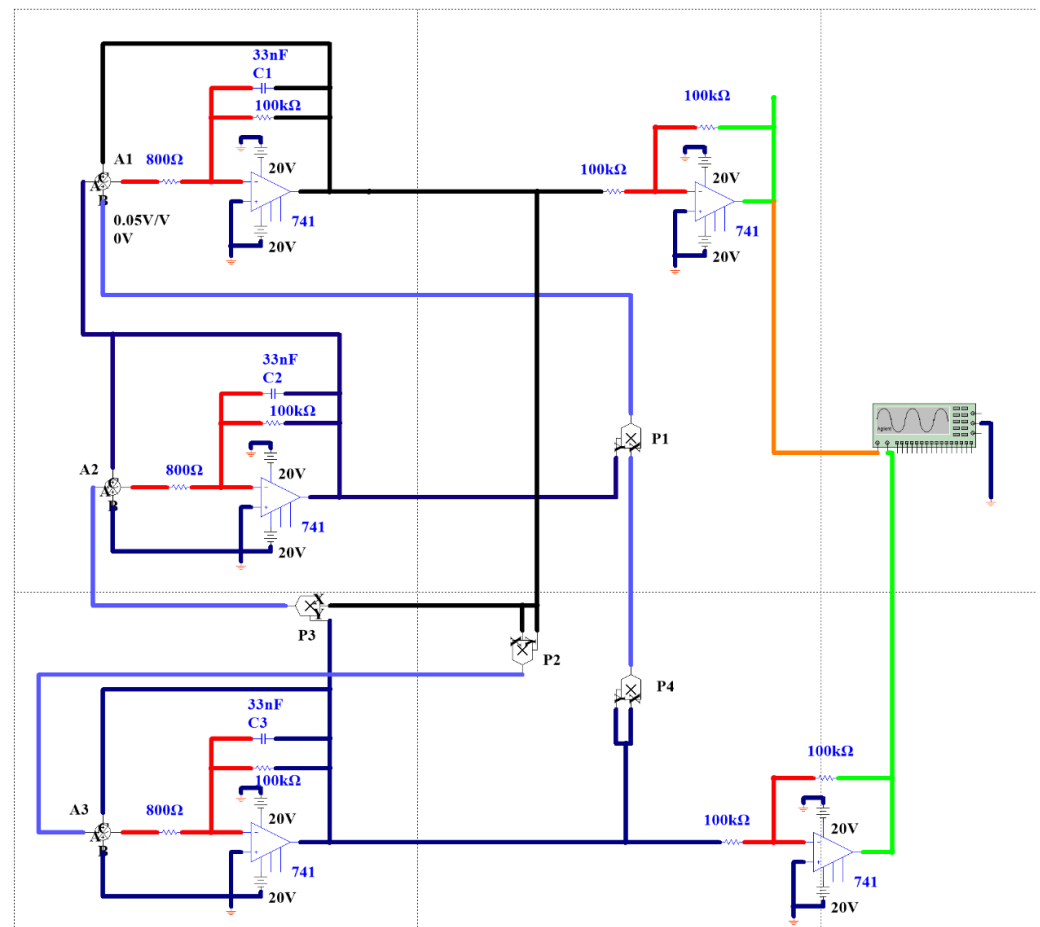 33nF
C1
100kΩ
A1
800Ω
A
C
B
20V
741
20V
0.05V/V
0V
100kΩ
100kΩ
20V
741
20V
33nF
C2
100kΩ
A2
800Ω
A
B
20V
741
20V
P1
Agilent
X
Y
P3
P2
P4
33nF
C3
100kΩ
A3
800Ω
A
C
B
20V
741
20V
100kΩ
100kΩ
20V
741
20V